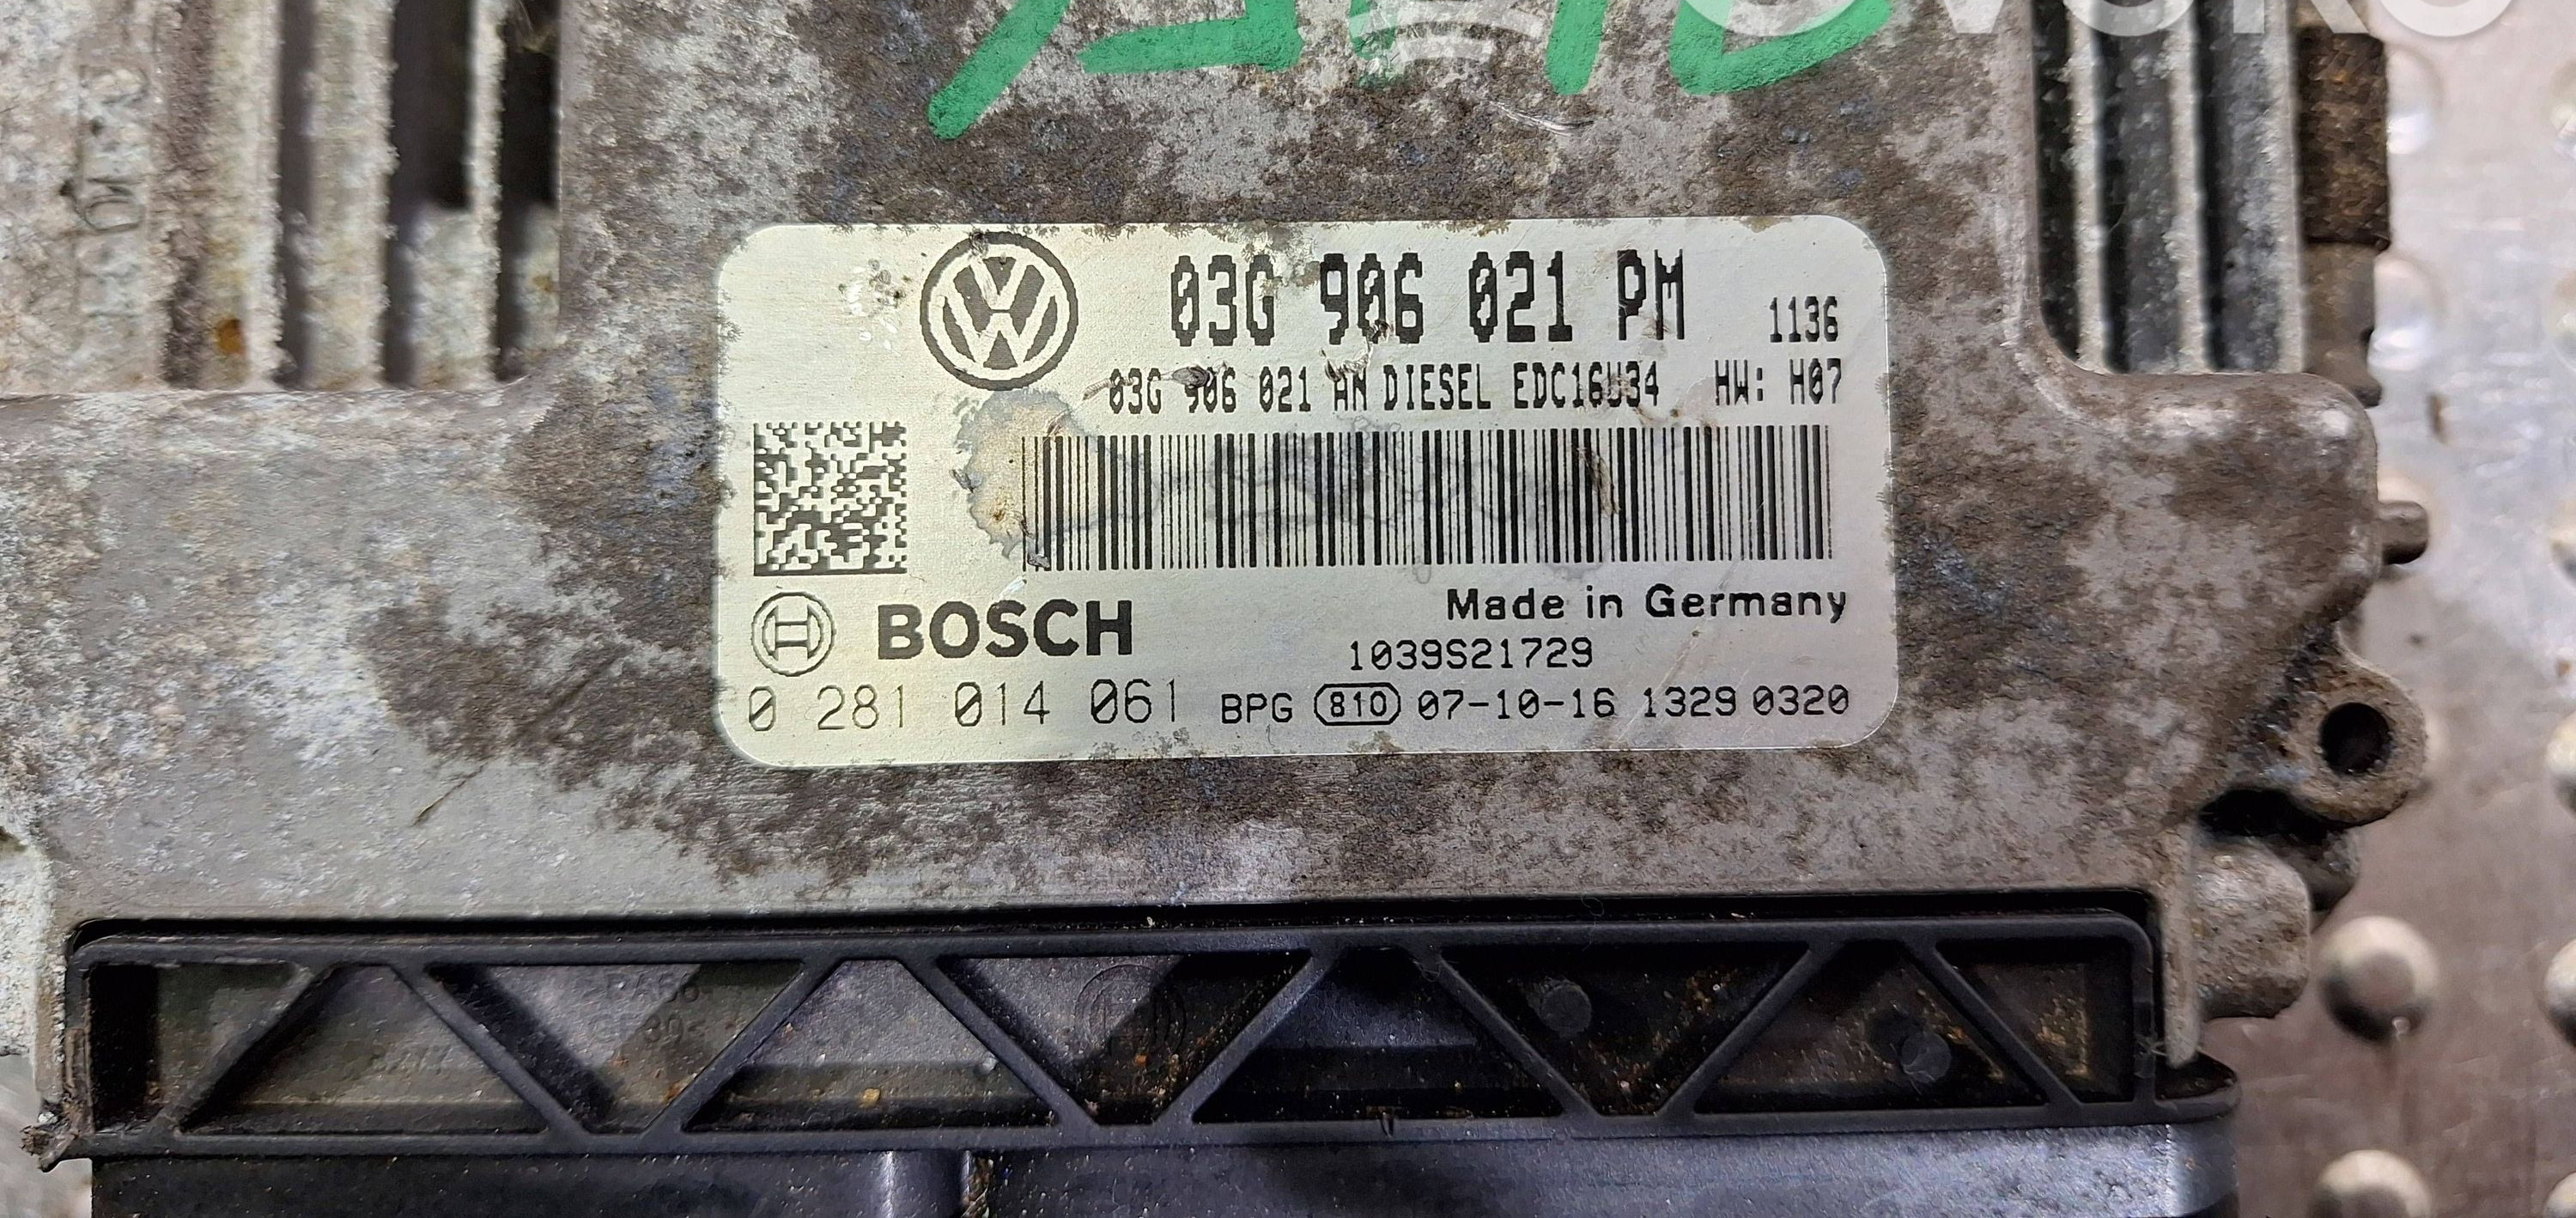 03G 906 021 PM 1136
03G 906 021 AN DIESEL EDC16U34 HW: H07
BOSCH
Made in Germany
1039S21729
0 281 014 061 BPG 810 07-10-16 1329 0320